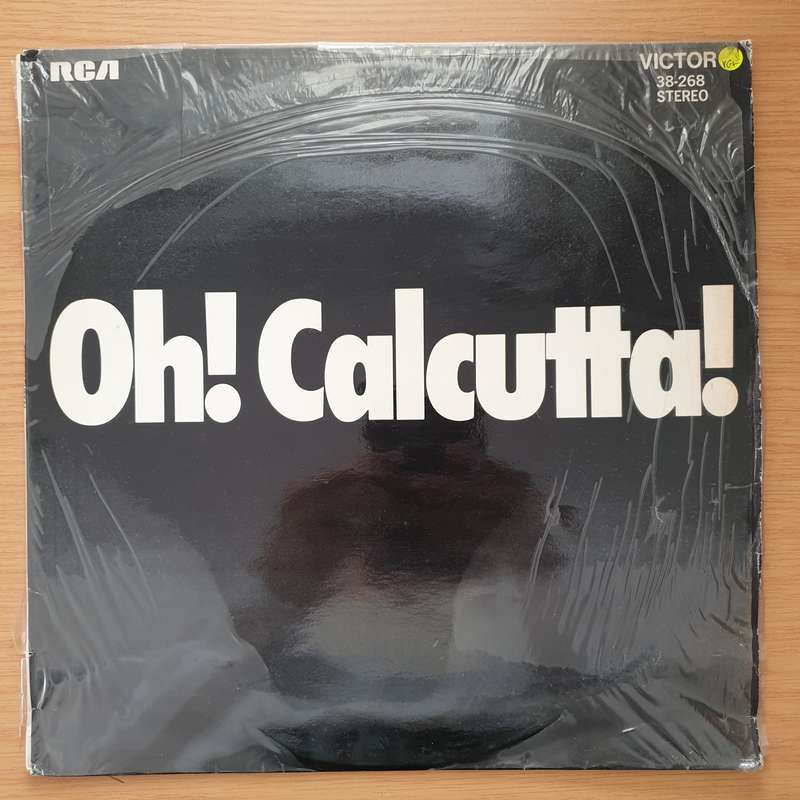 RCA
VICTOR
38-268
STEREO
Oh! Calcutta!